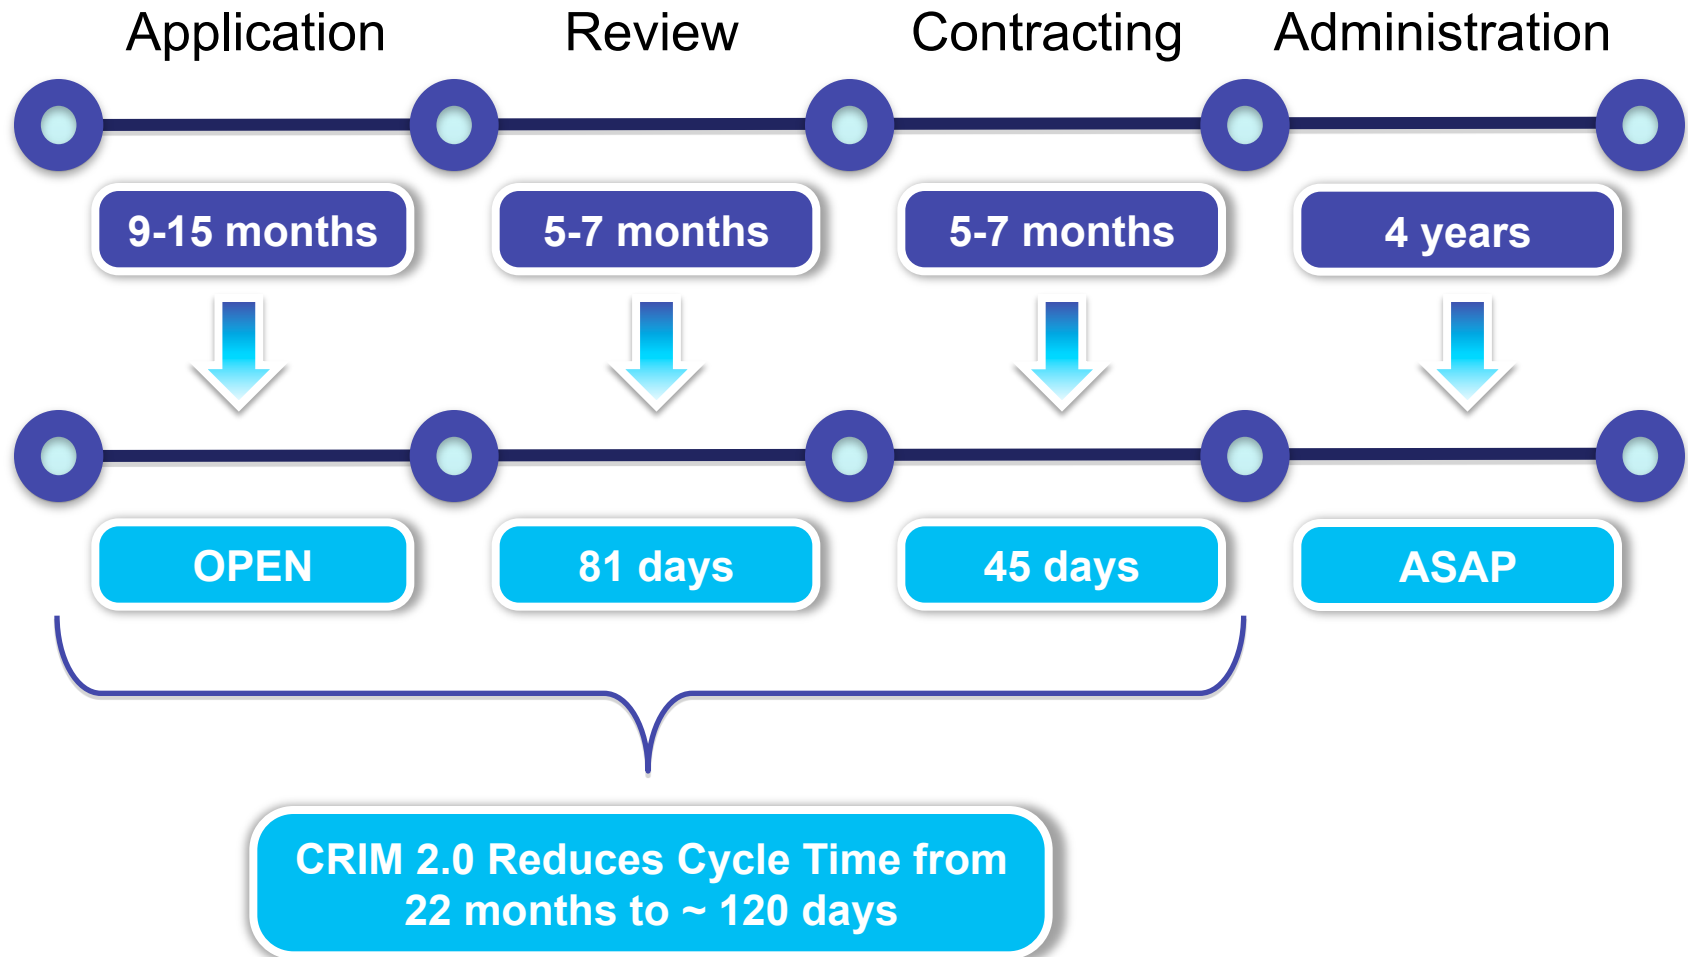 Application
Review
Contracting
Administration
9-15 months
5-7 months
5-7 months
4 years
OPEN
81 days
45 days
ASAP
CRIM 2.0 Reduces Cycle Time from
22 months to ~ 120 days